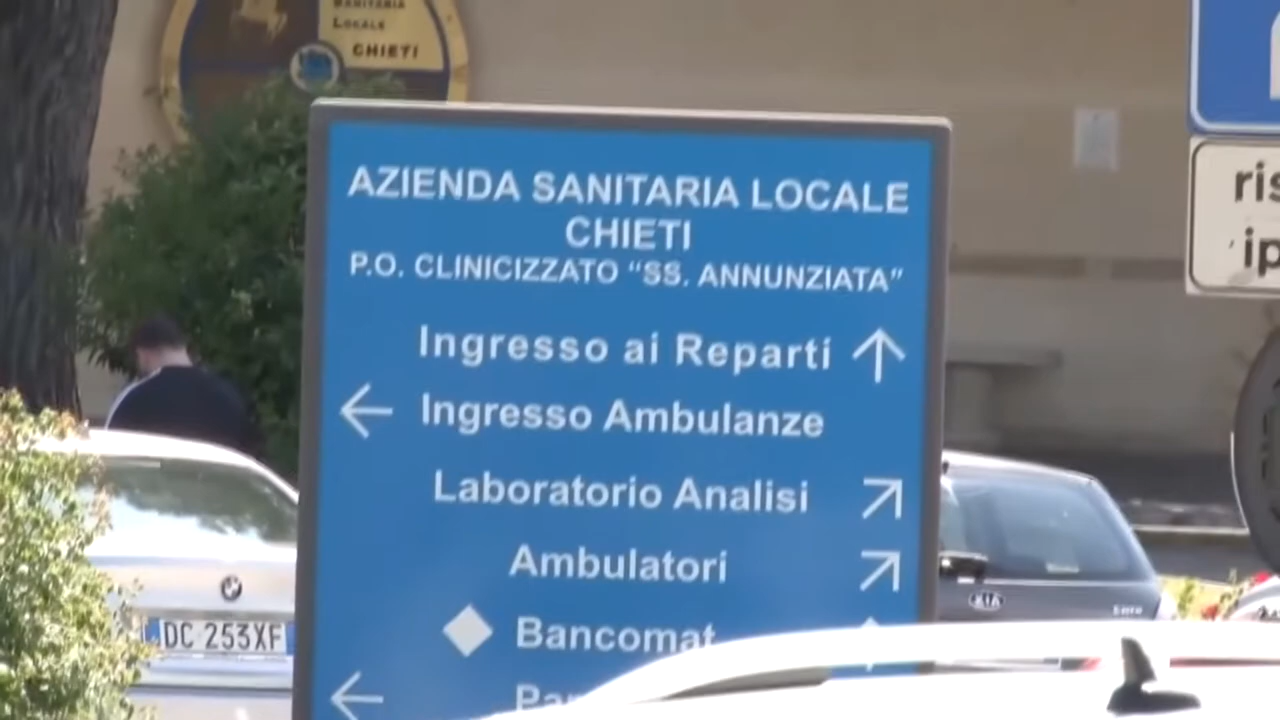 SANITARIA
LOCALE
CHIETI
AZIENDA SANITARIA LOCALE
CHIETI
P.O. CLINICIZZATO “SS. ANNUNZIATA”
Ingresso ai Reparti
Ingresso Ambulanze
Laboratorio Analisi
Ambulatori
Bancomat
DC 253XF
KIA